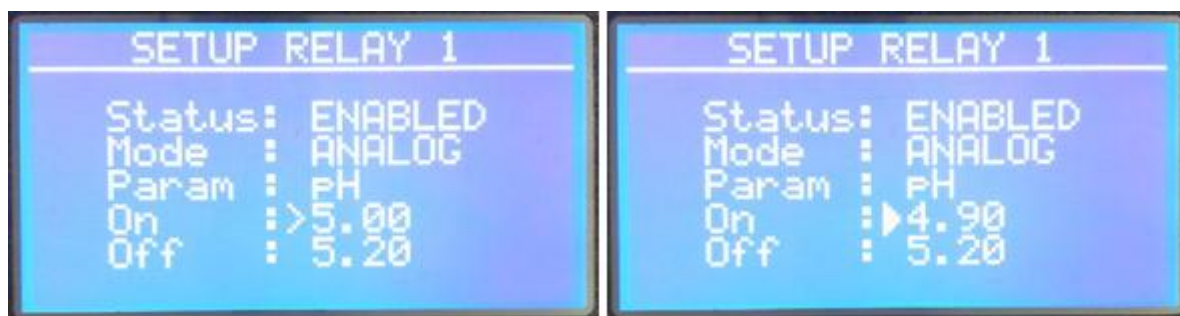 SETUP RELAY 1
Status: ENABLED
Mode : ANALOG
Param : pH
On :>5.00
Off : 5.20
SETUP RELAY 1
Status: ENABLED
Mode : ANALOG
Param : pH
On :▶4.90
Off : 5.20